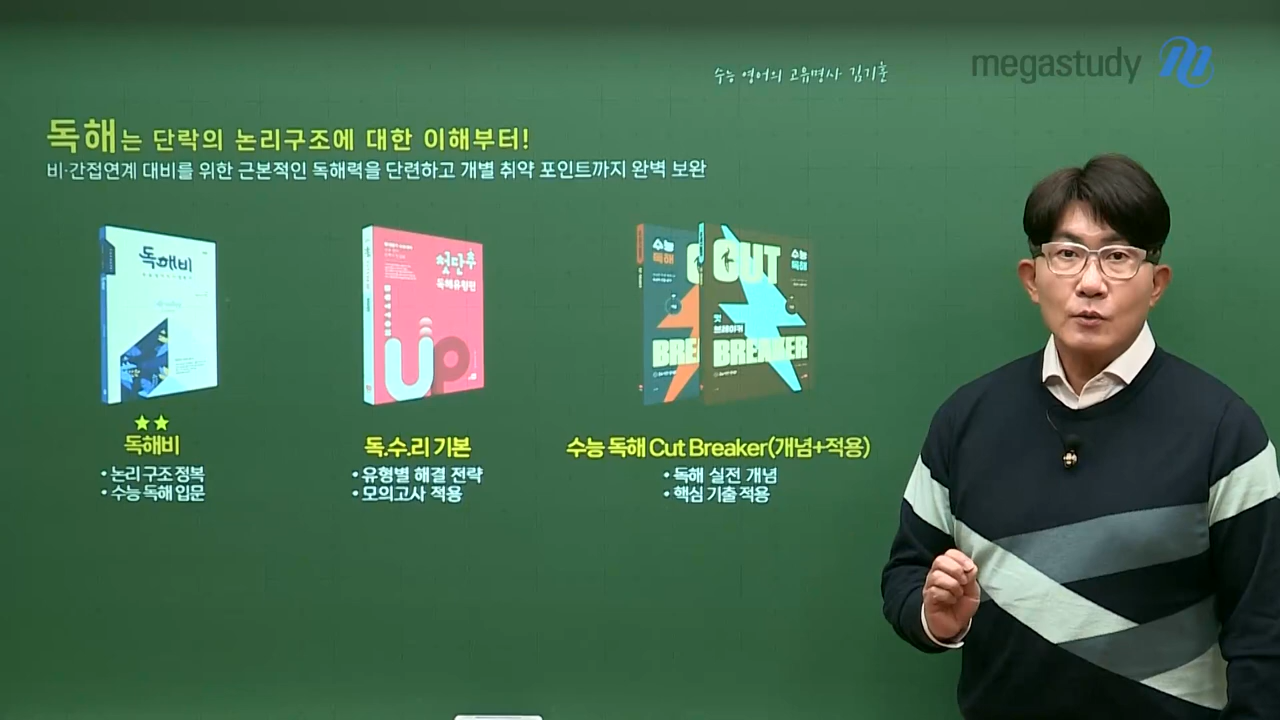 수능 영어의 고유명사 김기훈
megastudy
독해는 단락의 논리구조에 대한 이해부터!
비·간접연계 대비를 위한 근본적인 독해력을 단련하고 개별 취약 포인트까지 완벽 보완
독해비
첫단추
독해유형편
UP
수능
독해
BRE
CUT
수능
독해
컷
브레이커
BREAKER
★★
독해비
• 논리 구조 정복
• 수능 독해 입문
독.수.리 기본
• 유형별 해결 전략
• 모의고사 적용
수능 독해 Cut Breaker(개념+적용)
• 독해 실전 개념
• 핵심 기출 적용